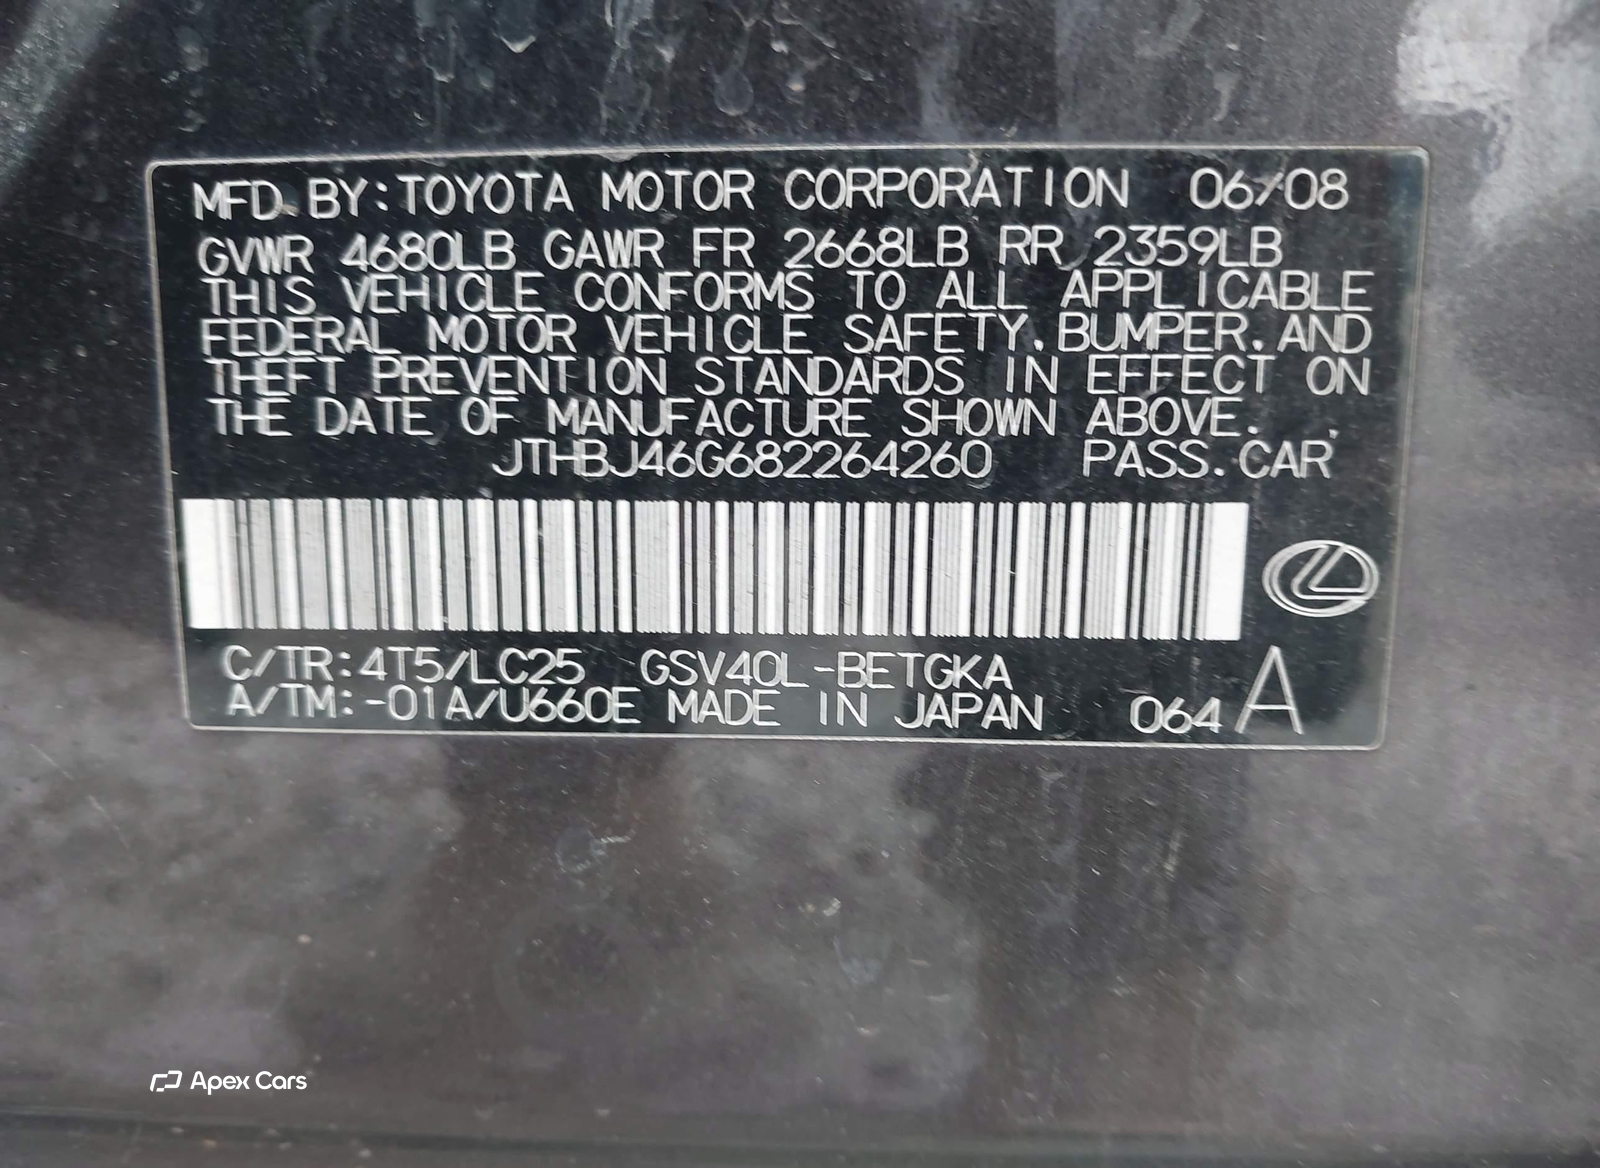 MFD BY:TOYOTA MOTOR CORPORATION 06/08
GVWR 4680LB GAWR FR 2668LB RR 2359LB
THIS VEHICLE CONFORMS TO ALL APPLICABLE
FEDERAL MOTOR VEHICLE SAFETY, BUMPER, AND
THEFT PREVENTION STANDARDS IN EFFECT ON
THE DATE OF MANUFACTURE SHOWN ABOVE.
JTHBJ46G682264260 PASS. CAR
C/TR:4T5/LC25 GSV40L-BETGKA
A/TM:-01A/U660E MADE IN JAPAN 064 A
Apex Cars